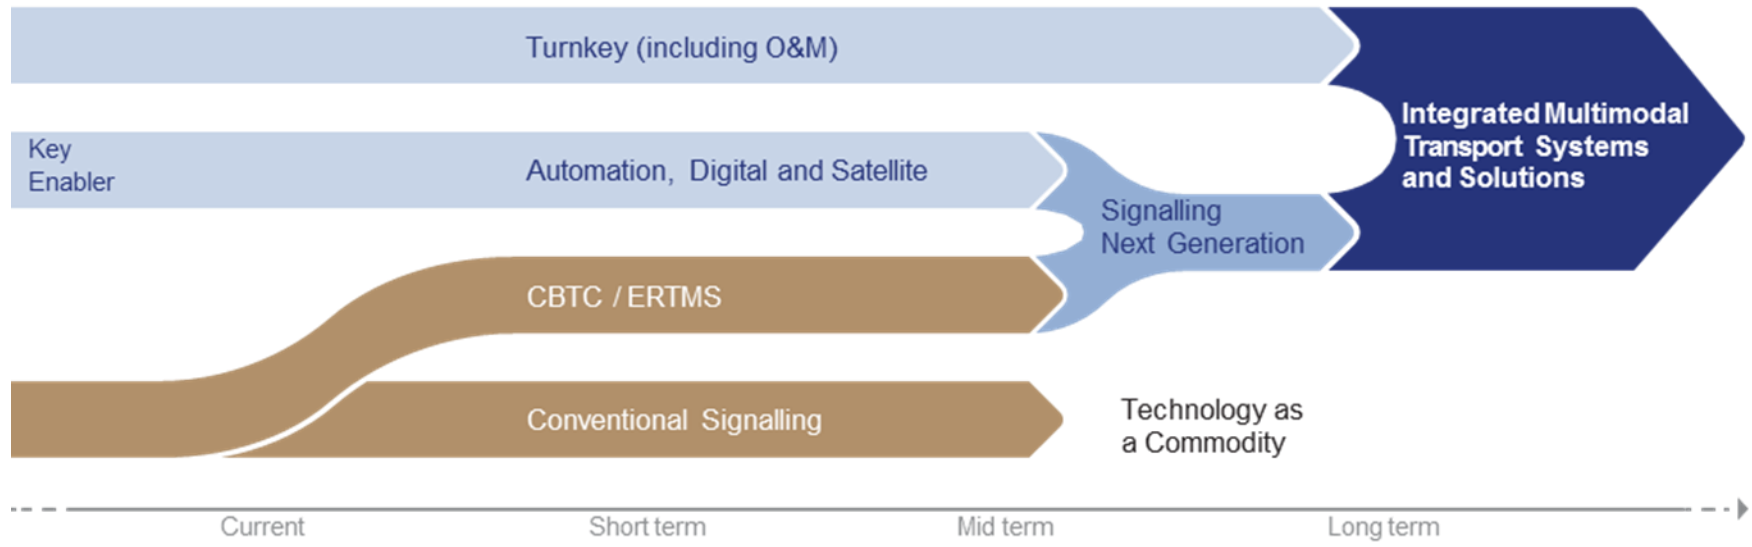 Turnkey (including O&M)
Key
Enabler
Automation, Digital and Satellite
Integrated Multimodal
Transport Systems
and Solutions
Signalling
Next Generation
CBTC / ERTMS
Conventional Signalling
Technology as
a Commodity
Current
Short term
Mid term
Long term